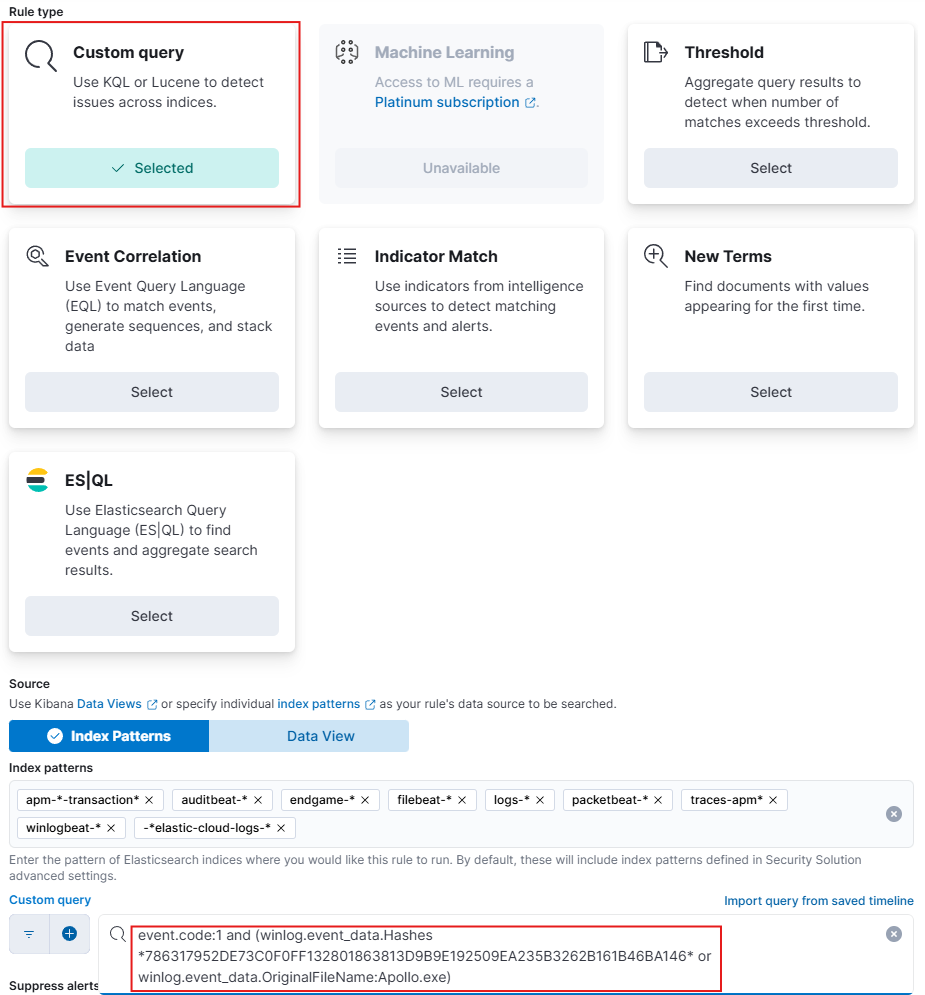 Rule type
Custom query
Use KQL or Lucene to detect
issues across indices.
Selected
Machine Learning
Access to ML requires a
Platinum subscription.
Unavailable
Threshold
Aggregate query results to
detect when number of
matches exceeds threshold.
Select
Event Correlation
Use Event Query Language
(EQL) to match events,
generate sequences, and stack
data
Select
Indicator Match
Use indicators from intelligence
sources to detect matching
events and alerts.
Select
New Terms
Find documents with values
appearing for the first time.
Select
ES|QL
Use Elasticsearch Query
Language (ES|QL) to find
events and aggregate search
results.
Select
Source
Use Kibana Data Views or specify individual index patterns as your rule's data source to be searched.
Index Patterns Data View
Index patterns
apm-*-transaction* auditbeat-* endgame-* filebeat-* logs-* packetbeat-* traces-apm*
winlogbeat-* -*elastic-cloud-logs-*
Enter the pattern of Elasticsearch indices where you would like this rule to run. By default, these will include index patterns defined in Security Solution
advanced settings.
Custom query Import query from saved timeline
event.code:1 and (winlog.event_data.Hashes
*786317952DE73C0F0FF132801863813D9B9E192509EA235B3262B161B46BA146* or
winlog.event_data.OriginalFileName:Apollo.exe)
Suppress alerts